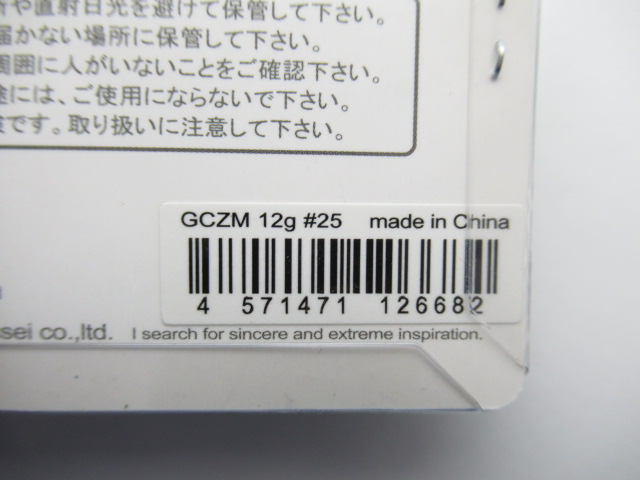 や直射日光を避けて保管して下さい。
届かない場所に保管して下さい。
周囲に人がいないことをご確認下さい。
には、ご使用にならないで下さい。
です。取り扱いに注意して下さい。
GCZM 12g #25 made in China
4 571471 126682
sei co.,ltd. I search for sincere and extreme inspiration.